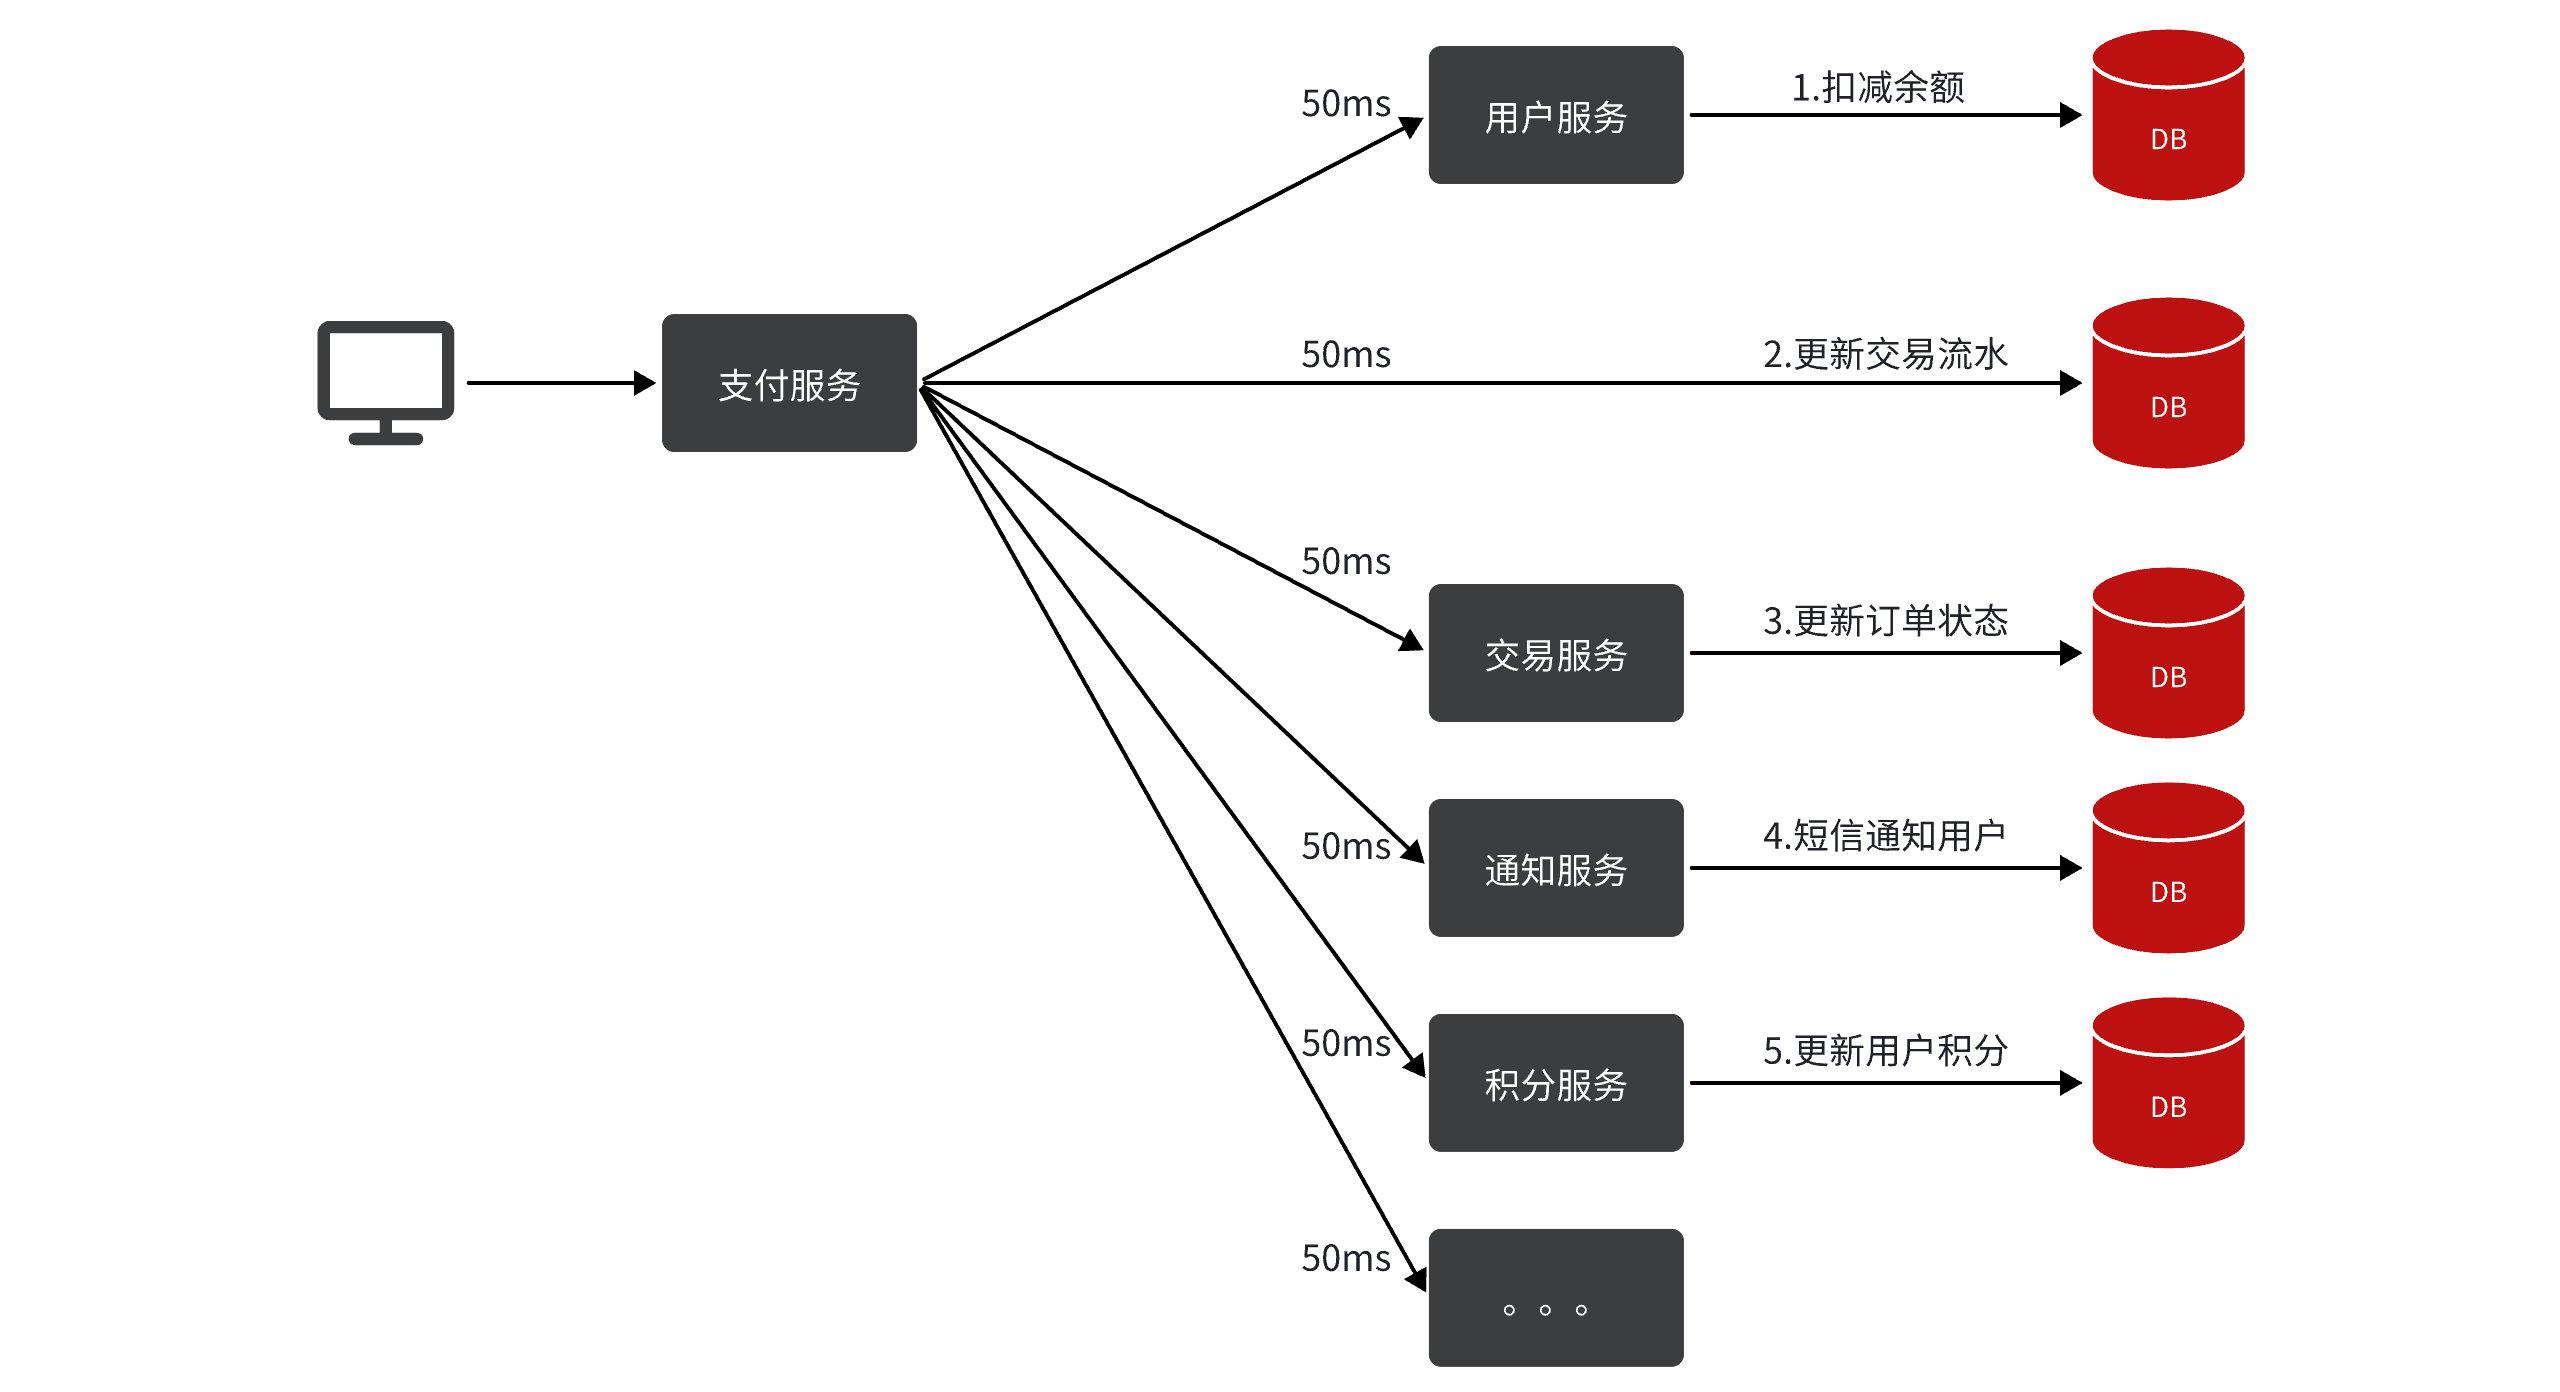 50ms
用户服务
1.扣减余额
DB
支付服务
50ms
2.更新交易流水
DB
50ms
交易服务
3.更新订单状态
DB
50ms
通知服务
4.短信通知用户
DB
50ms
积分服务
5.更新用户积分
DB
50ms
。。。